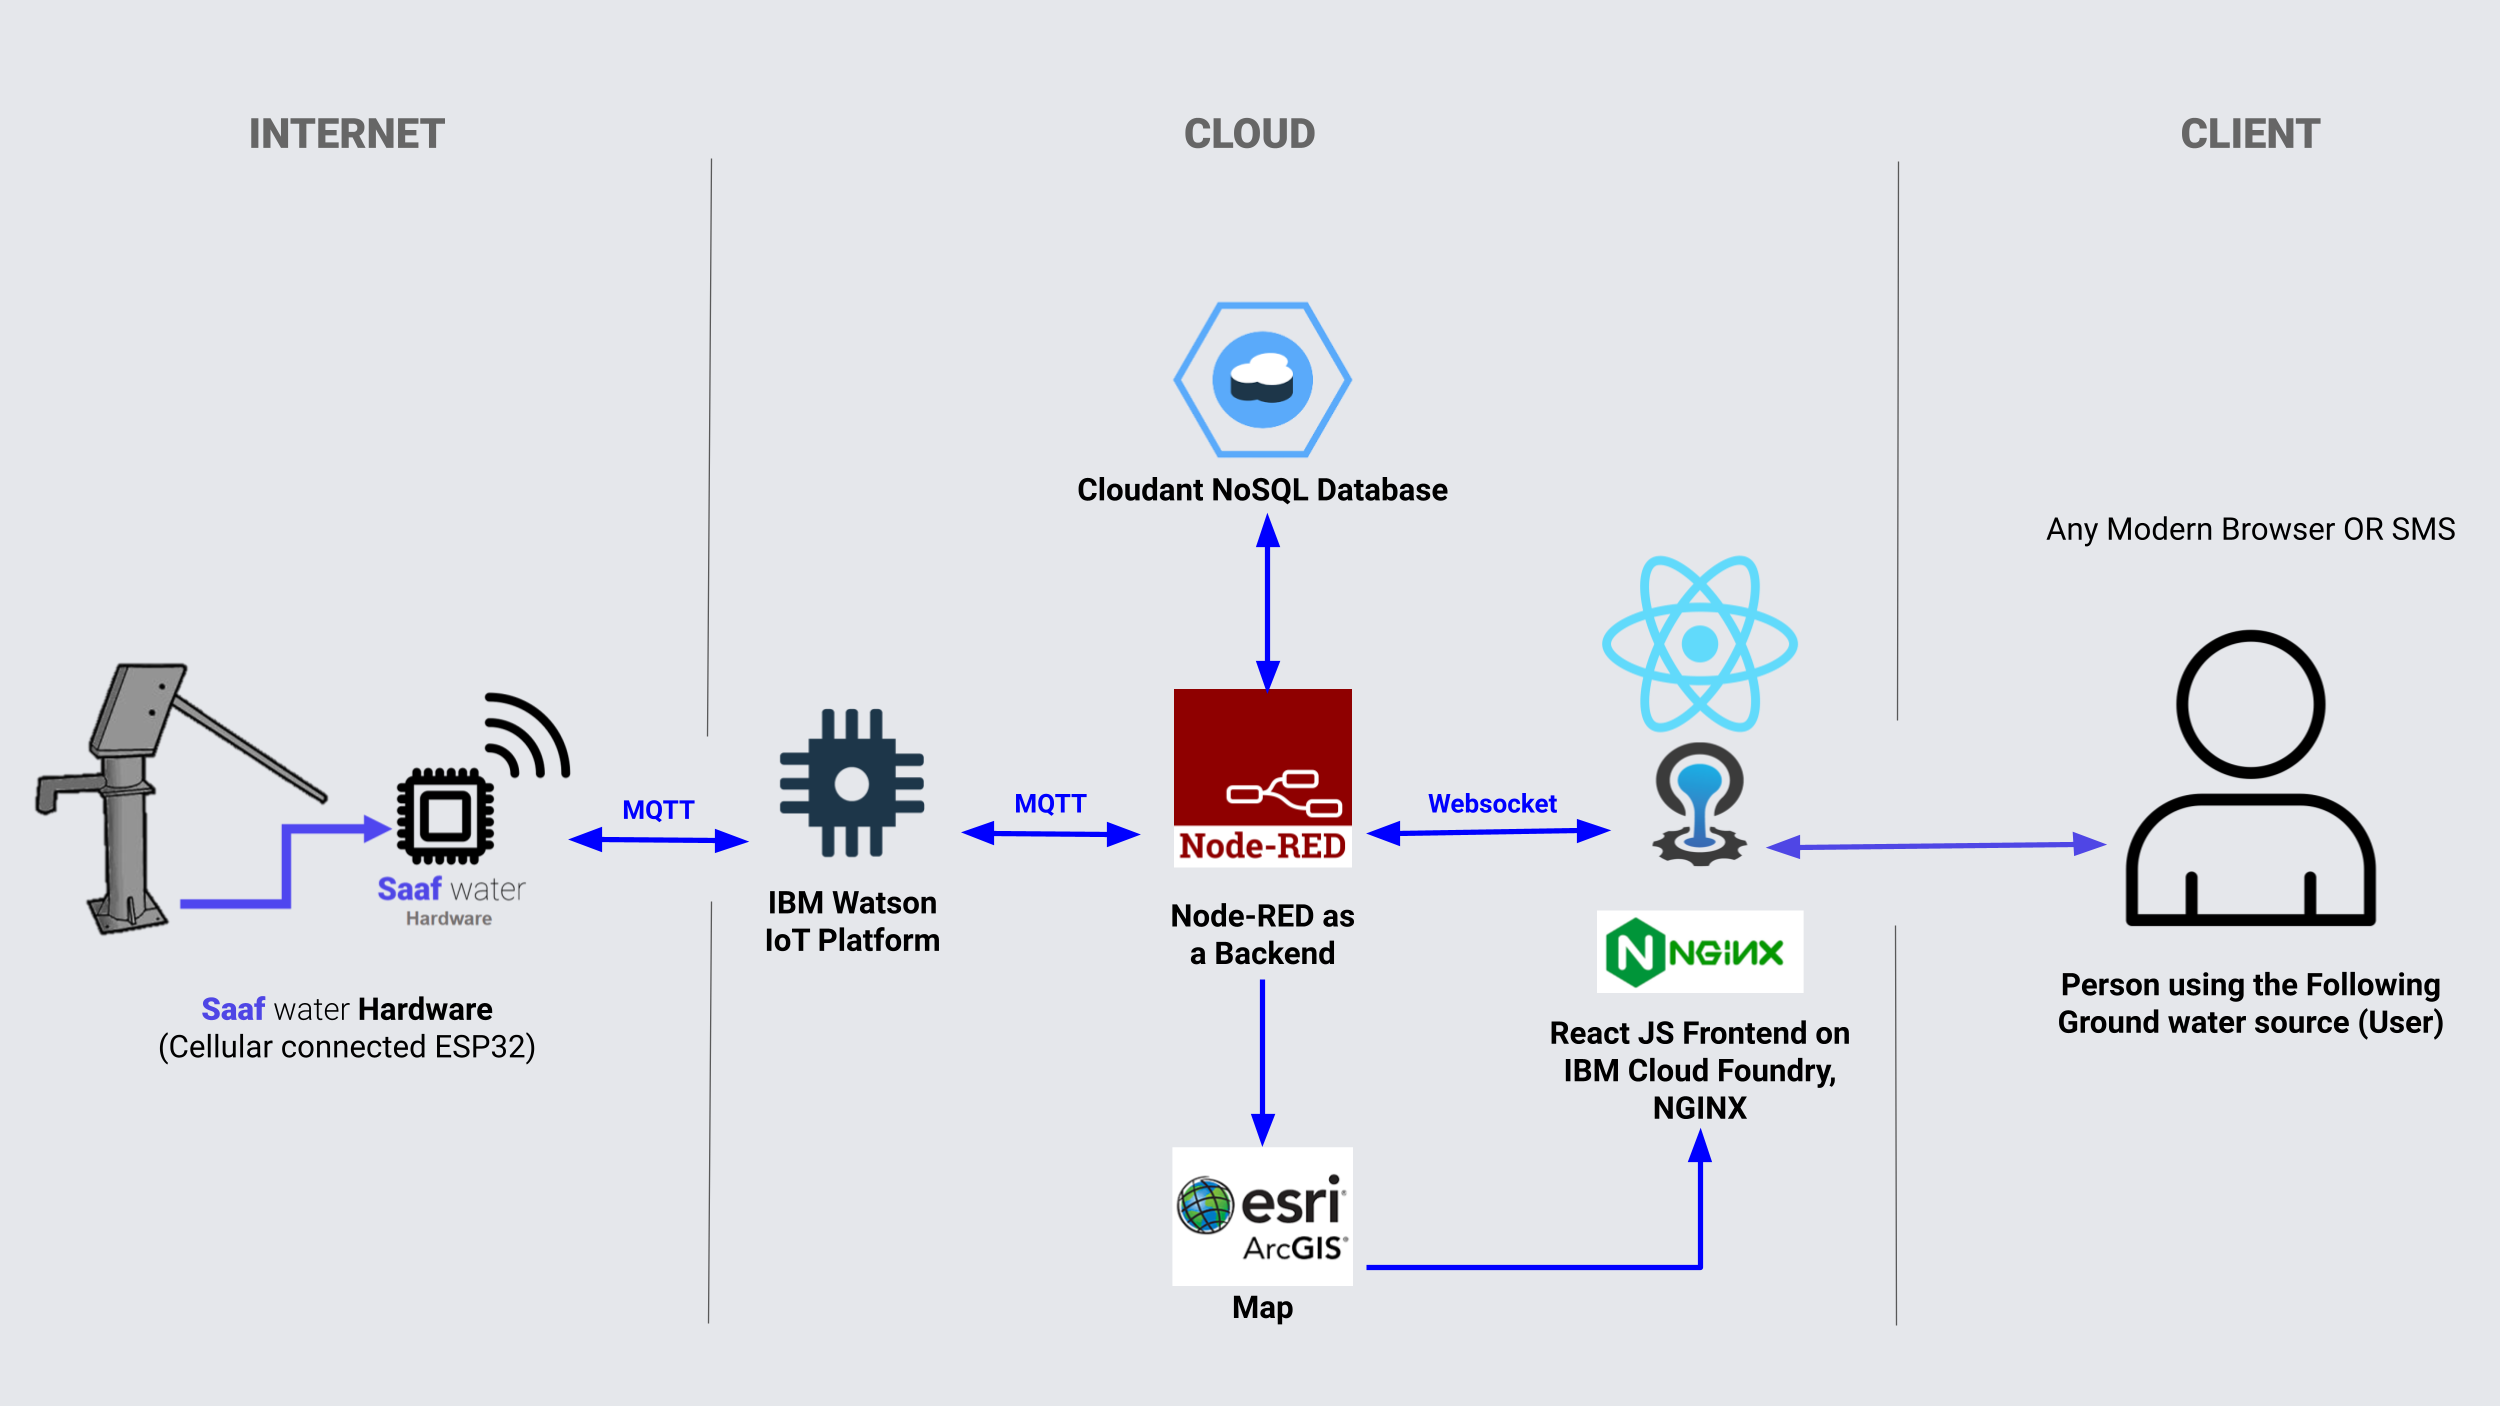 INTERNET
CLOUD
CLIENT
Cloudant NoSQL Database
Any Modern Browser OR SMS
MQTT
MQTT
Websocket
Node-RED
Saaf water
Hardware
IBM Watson
IoT Platform
Node-RED as
a Backend
NGINX
Saaf water Hardware
(Cellular connected ESP32)
React JS Frontend on
IBM Cloud Foundry,
NGINX
Person using the Following
Ground water source (User)
esri
ArcGIS
Map